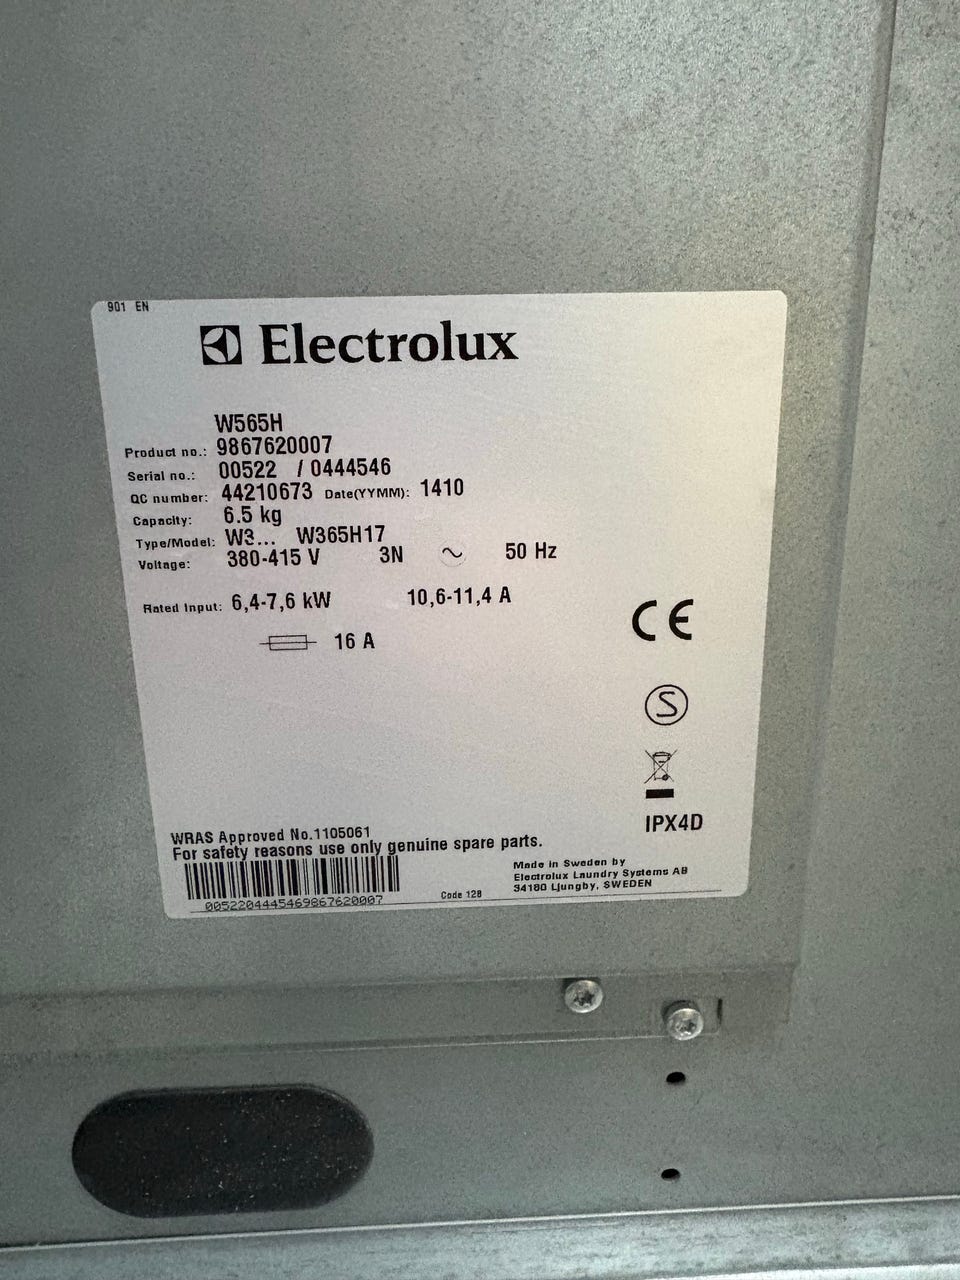 901 EN
Electrolux
W565H
Product no.: 9867620007
Serial no.: 00522 / 0444546
QC number: 44210673 Date(YYMM): 1410
Capacity: 6.5 kg
Type/Model: W3... W365H17
Voltage: 380-415 V 3N ~ 50 Hz
Rated Input: 6,4-7,6 kW 10,6-11,4 A
16 A
CE
S
IPX4D
WRAS Approved No.1105061
For safety reasons use only genuine spare parts.
Made in Sweden by
Electrolux Laundry Systems AB
34180 Ljungby, SWEDEN
Code 128
0052204445469867620007